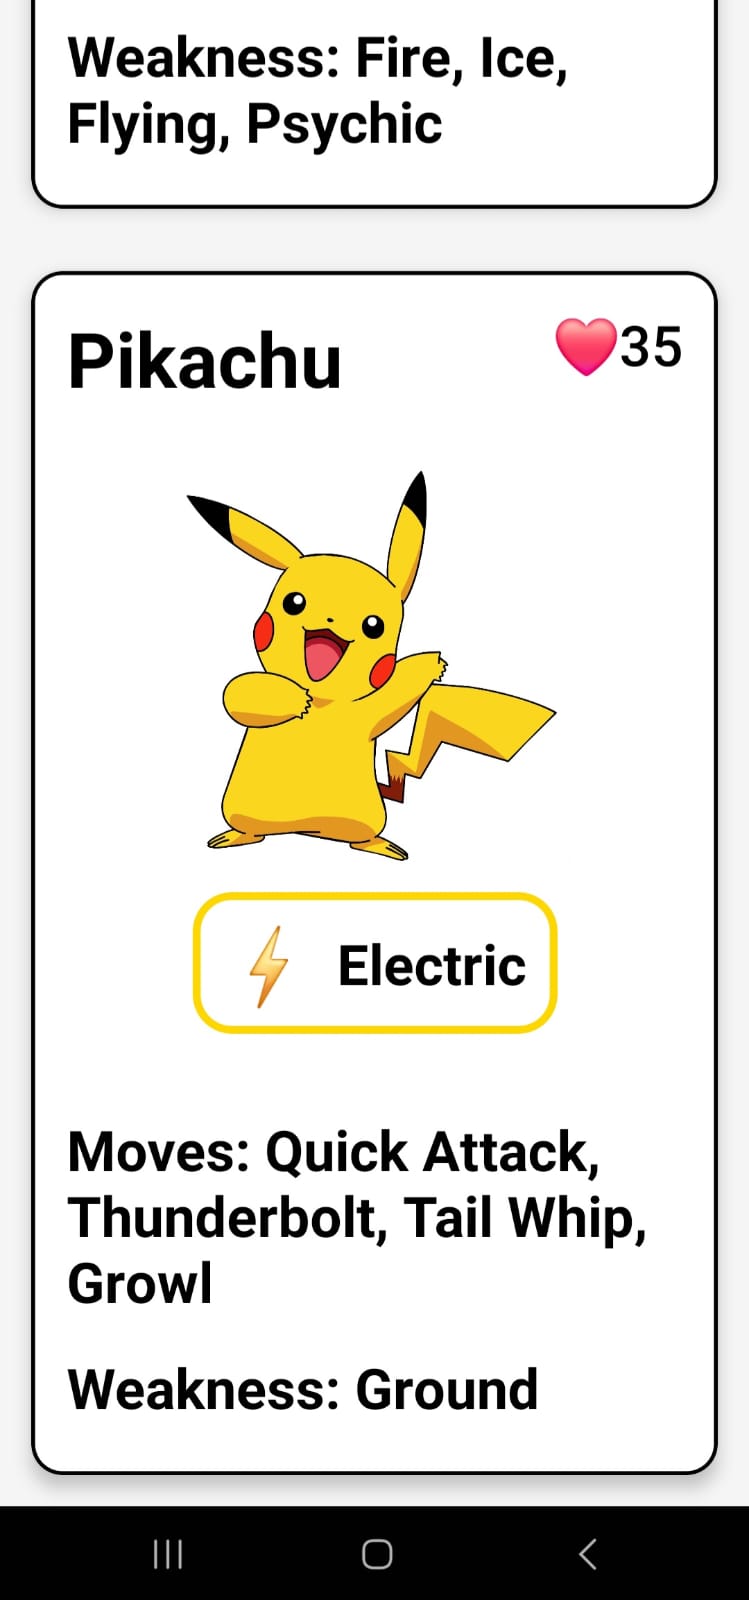 Weakness: Fire, Ice,
Flying, Psychic
Pikachu
35
Electric
Moves: Quick Attack,
Thunderbolt, Tail Whip,
Growl
Weakness: Ground